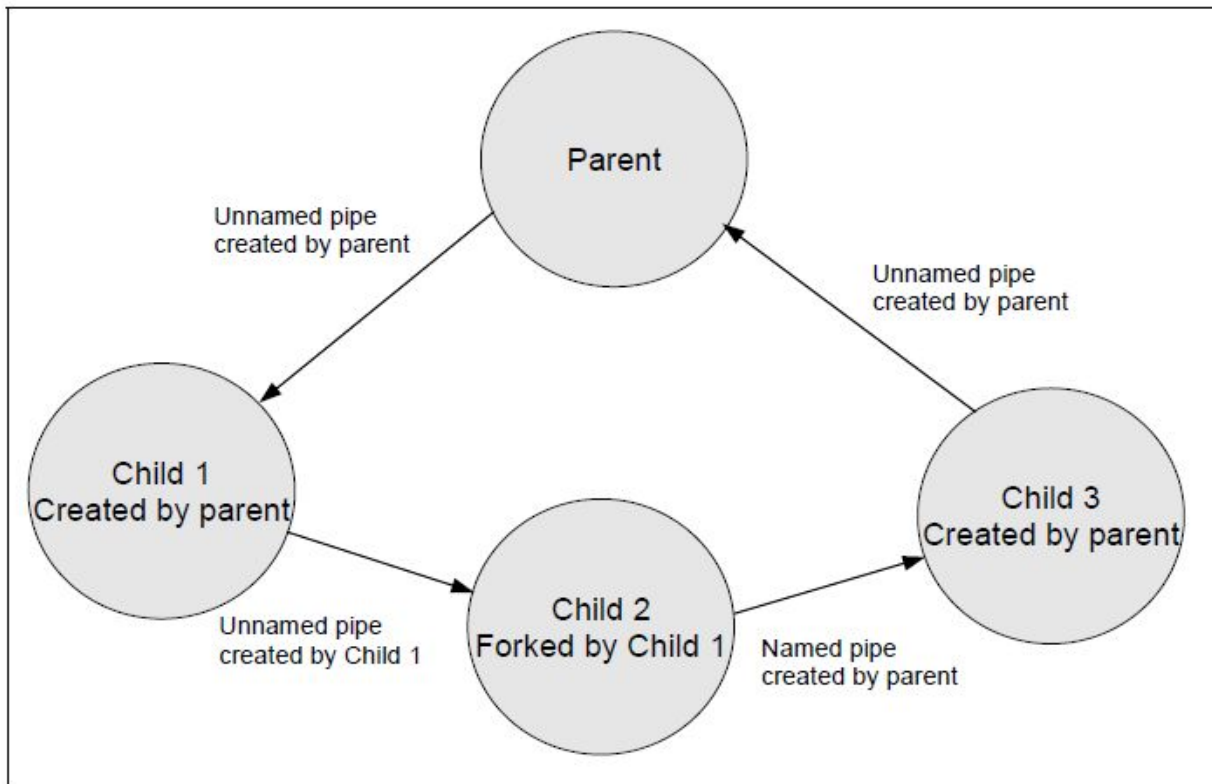 Parent
Unnamed pipe
created by parent
Unnamed pipe
created by parent
Child 1
Created by parent
Child 3
Created by parent
Child 2
Forked by Child 1
Unnamed pipe
created by Child 1
Named pipe
created by parent